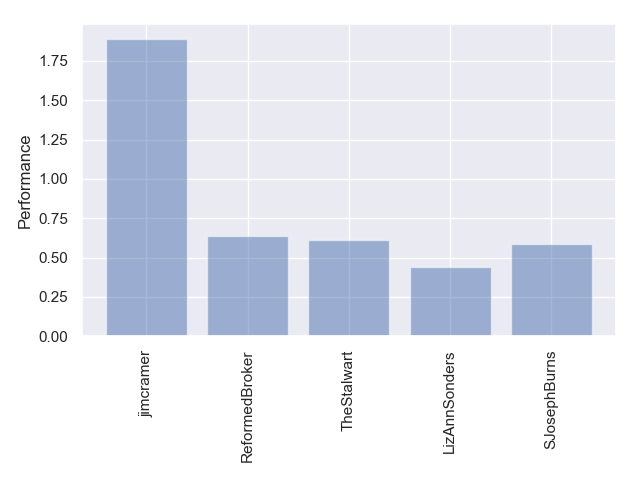 1.75
1.50
1.25
1.00
0.75
0.50
0.25
0.00
Performance
jimcramer
ReformedBroker
TheStalwart
LizAnnSonders
SJosephBurns